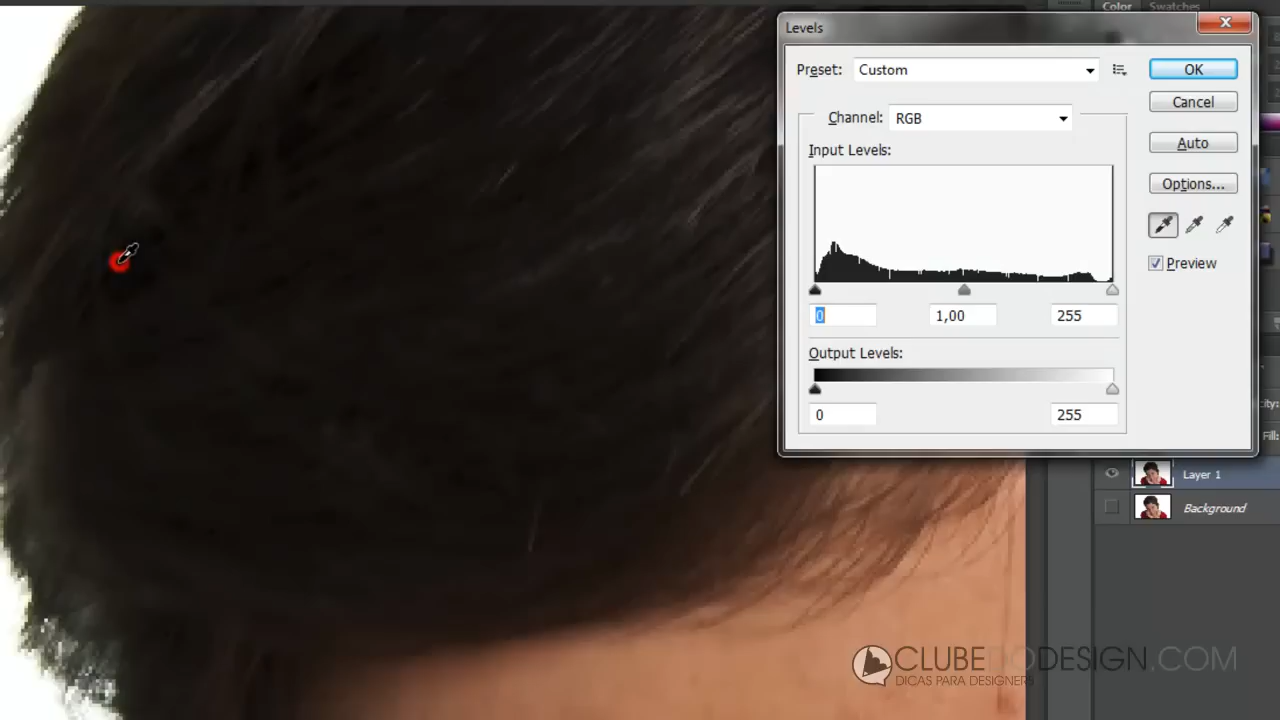 Color Swatches
Levels
Preset: Custom
OK
Cancel
Channel: RGB
Auto
Input Levels:
Options...
Preview
0 1,00 255
Output Levels:
0 255
Fill:
Layer 1
Background
CLUBEDODESIGN.COM
DICAS PARA DESIGNERS